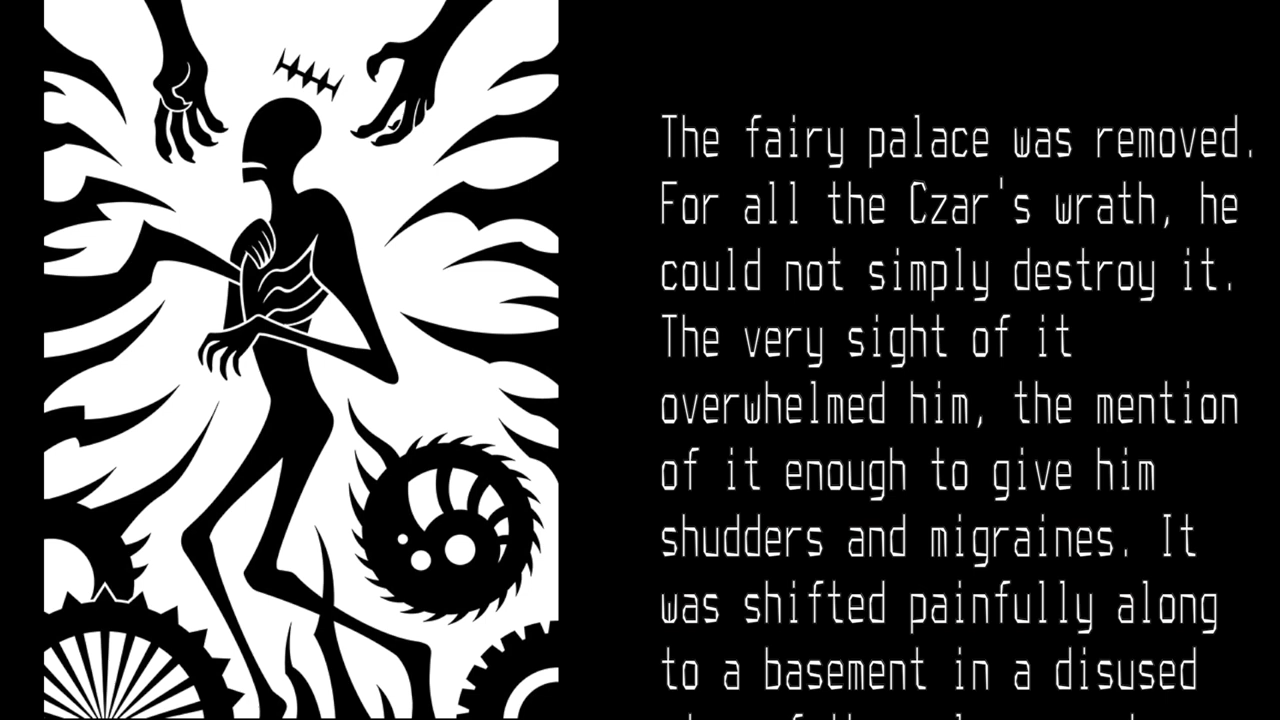 The fairy palace was removed.
For all the Czar's wrath, he
could not simply destroy it.
The very sight of it
overwhelmed him, the mention
of it enough to give him
shudders and migraines. It
was shifted painfully along
to a basement in a disused